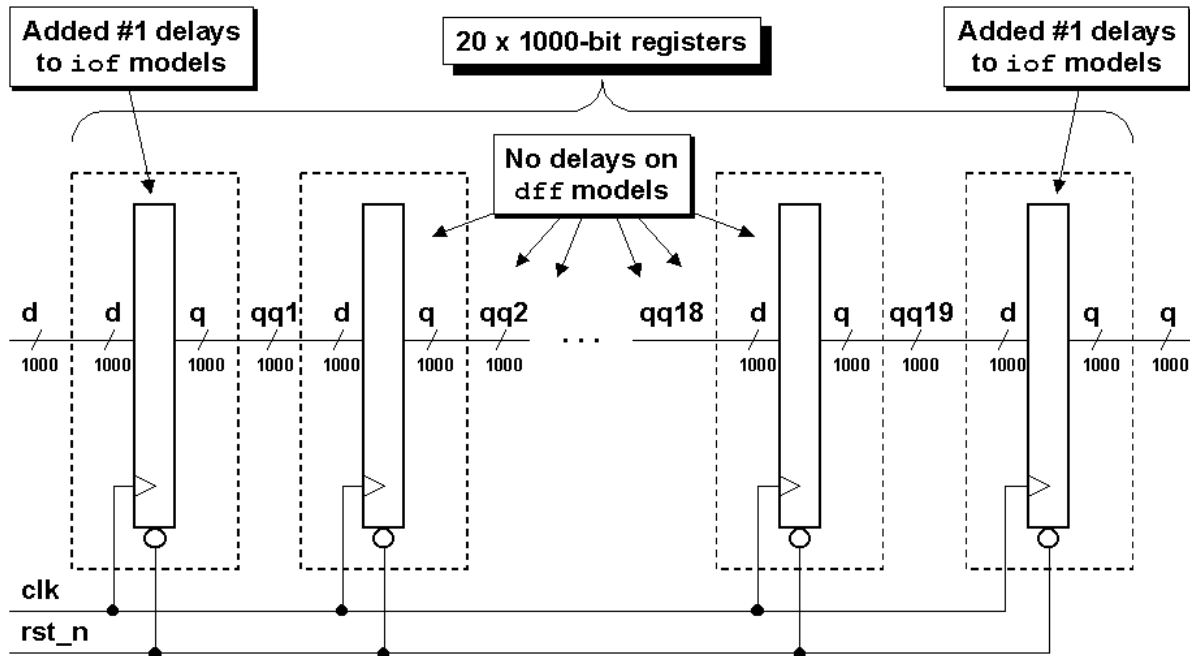 Added #1 delays
to iof models
20 x 1000-bit registers
Added #1 delays
to iof models
No delays on
dff models
d d q qq1 d q qq2 ... qq18 d q qq19 d q q
1000 1000 1000 1000 1000 1000 1000 1000 1000 1000 1000 1000 1000
clk
rst_n